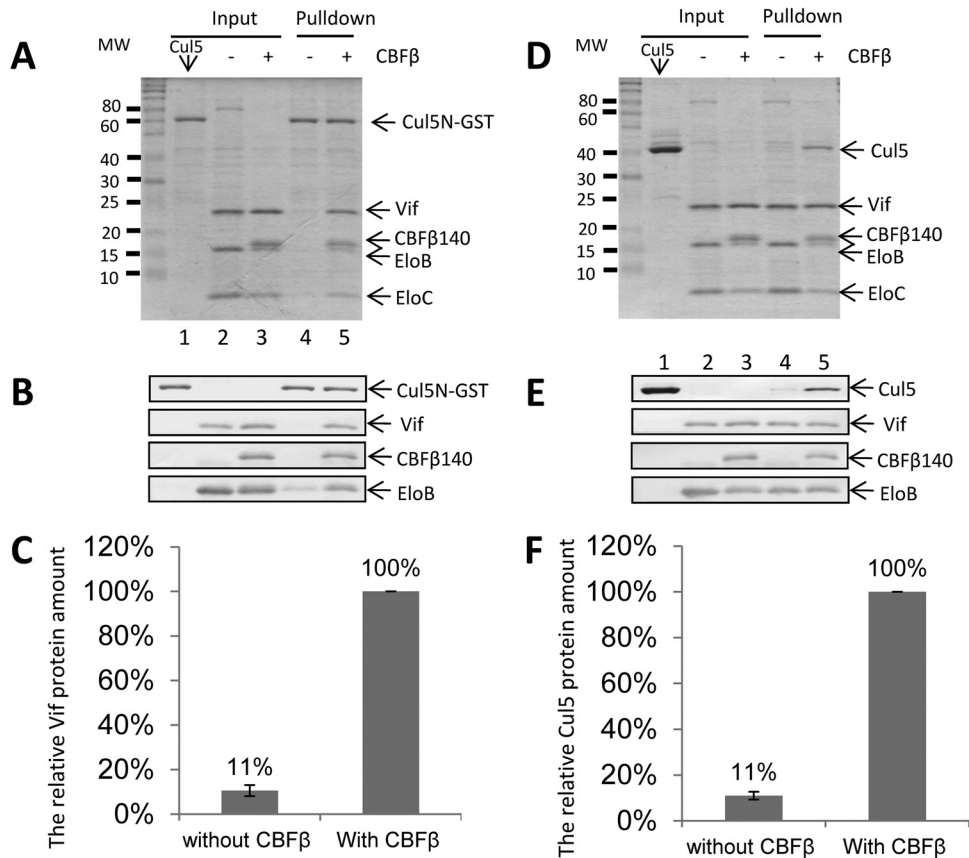 A
MW
Input
Pulldown
Cul5
- + - + CBFβ
80
60
40
30
25
20
15
10
Cul5N-GST
Vif
CBFβ140
EloB
EloC
1 2 3 4 5
B
Cul5N-GST
Vif
CBFβ140
EloB
C
The relative Vif protein amount
120%
100%
80%
60%
40%
20%
0%
11%
100%
without CBFβ
With CBFβ
D
MW
Input
Pulldown
Cul5
- + - + CBFβ
80
60
40
30
25
20
15
10
Cul5
Vif
CBFβ140
EloB
EloC
E
1 2 3 4 5
Cul5
Vif
CBFβ140
EloB
F
The relative Cul5 protein amount
120%
100%
80%
60%
40%
20%
0%
11%
100%
without CBFβ
With CBFβ